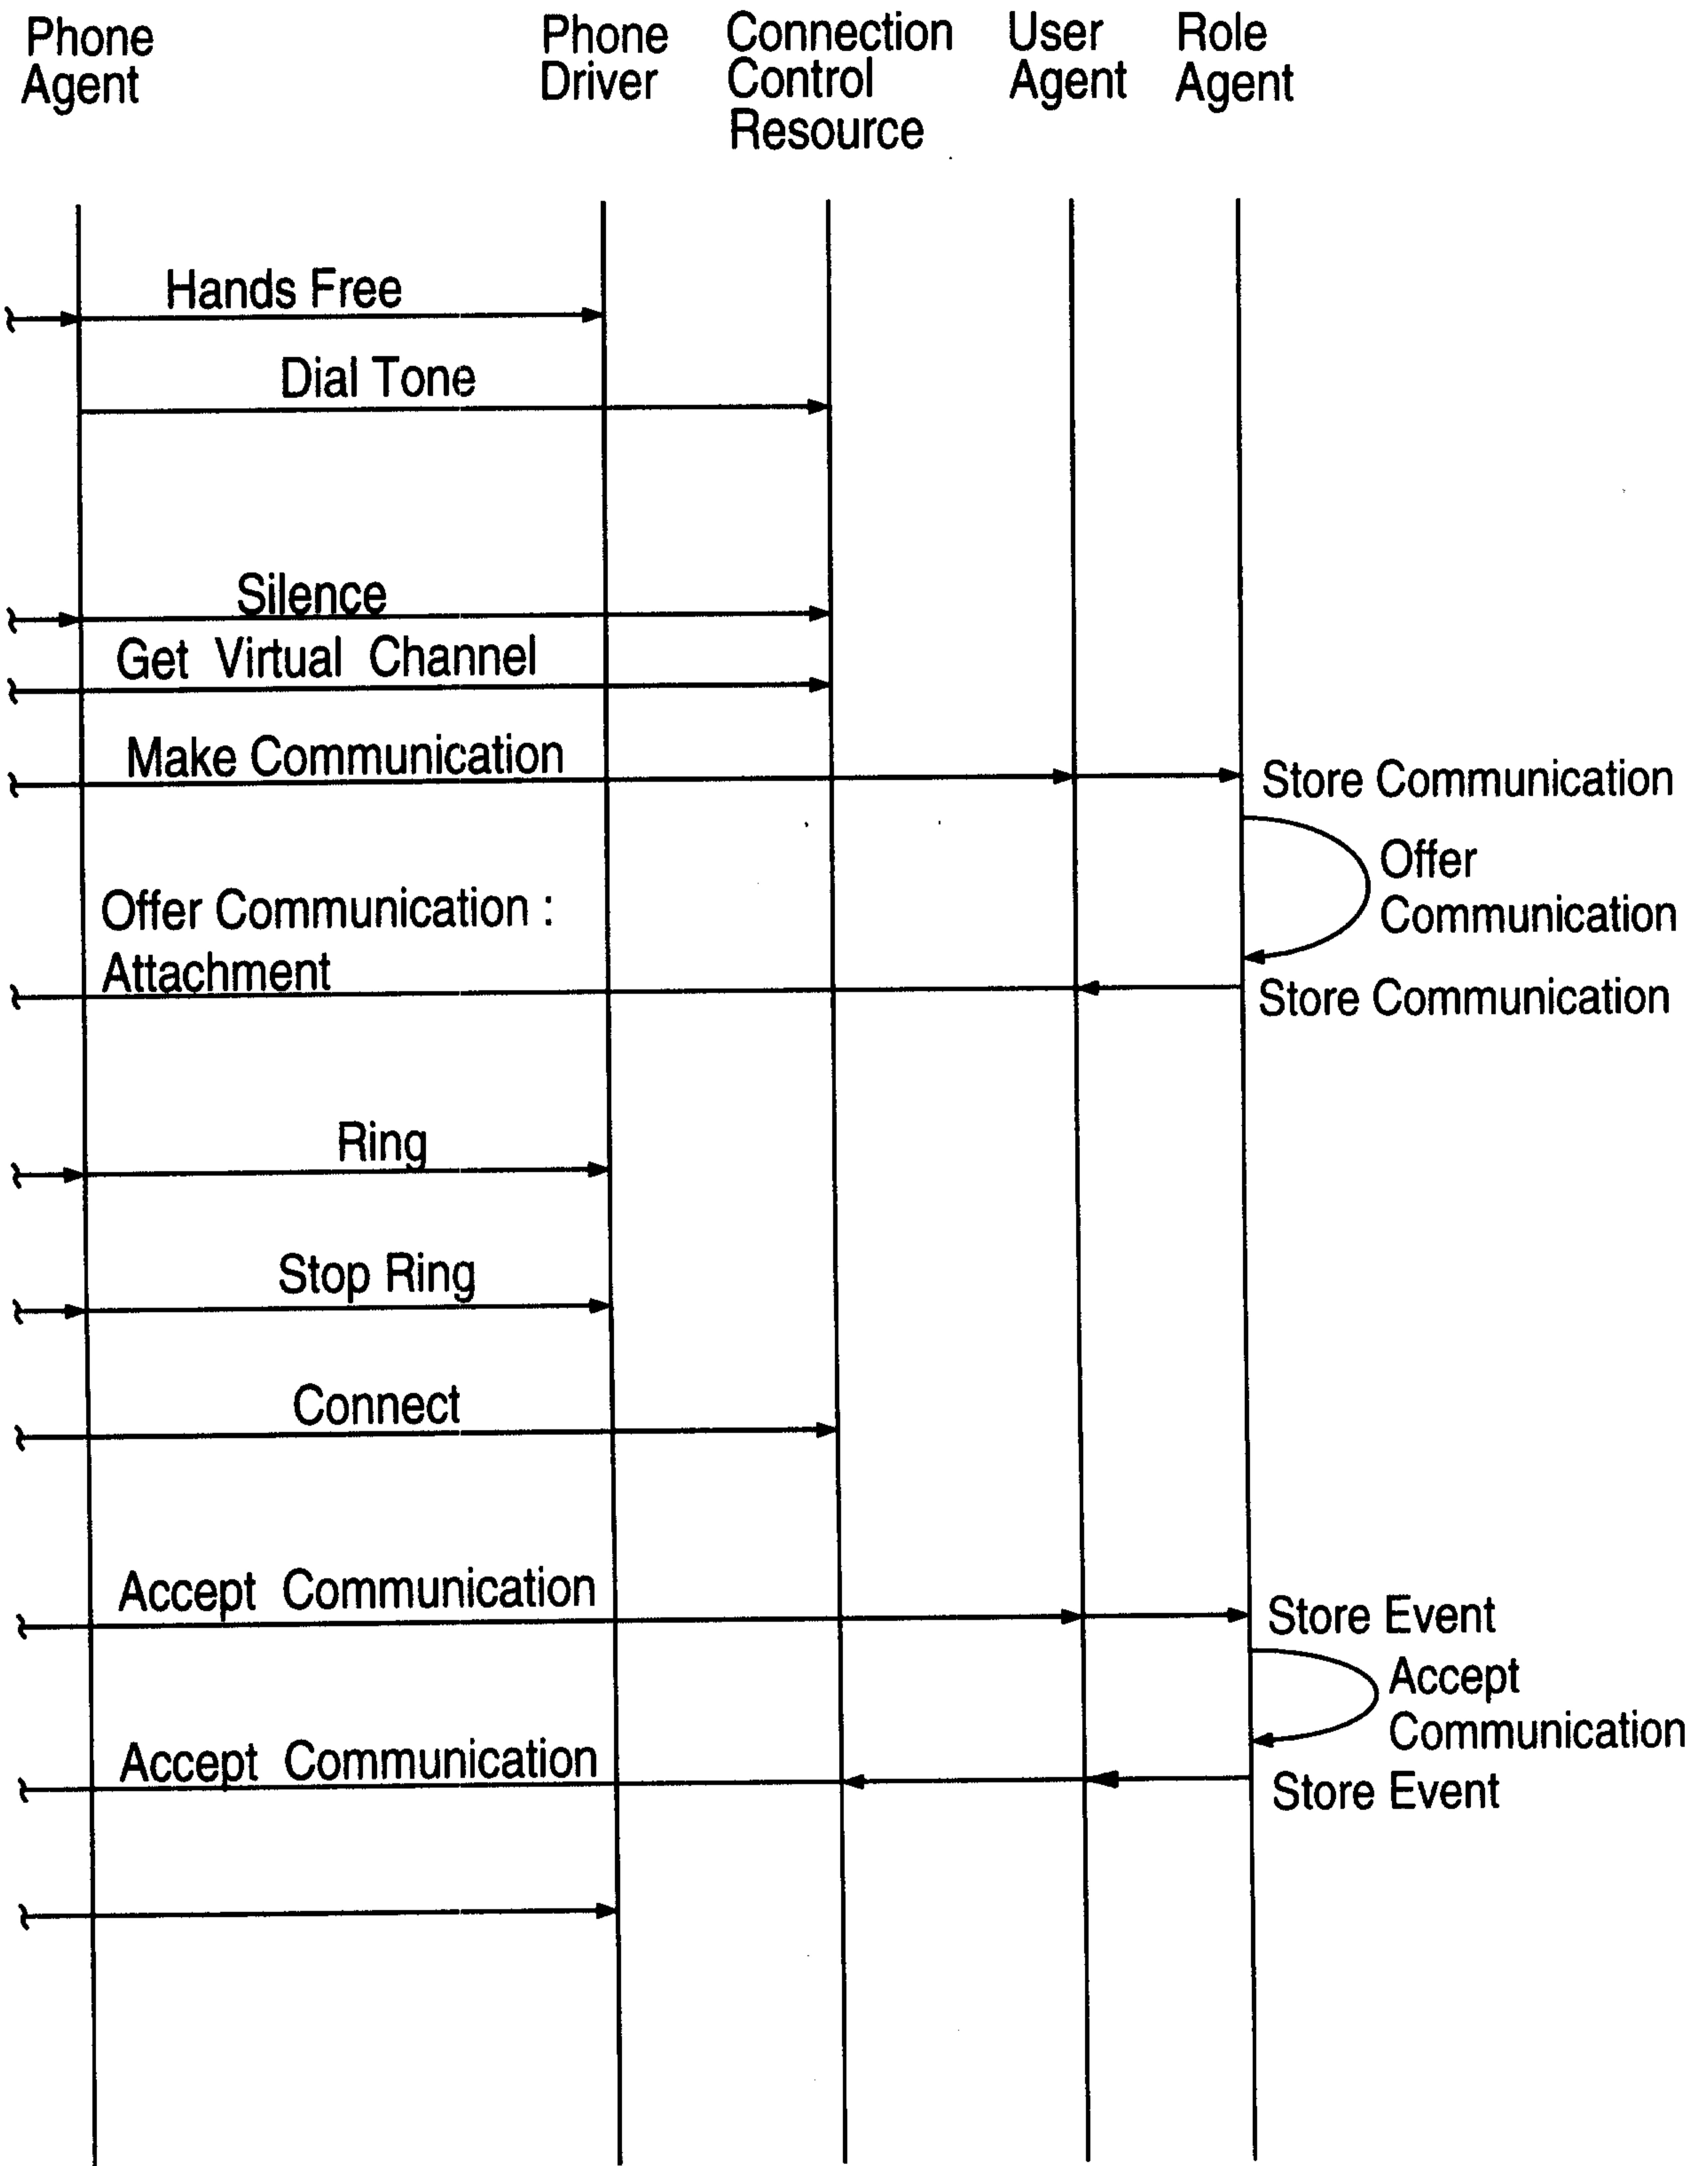 Phone
Agent
Phone
Driver
Connection
Control
Resource
User
Agent
Role
Agent
Hands Free
Dial Tone
Silence
Get Virtual Channel
Make Communication
Store Communication
Offer
Communication
Offer Communication :
Attachment
Store Communication
Ring
Stop Ring
Connect
Accept Communication
Store Event
Accept
Communication
Accept Communication
Store Event